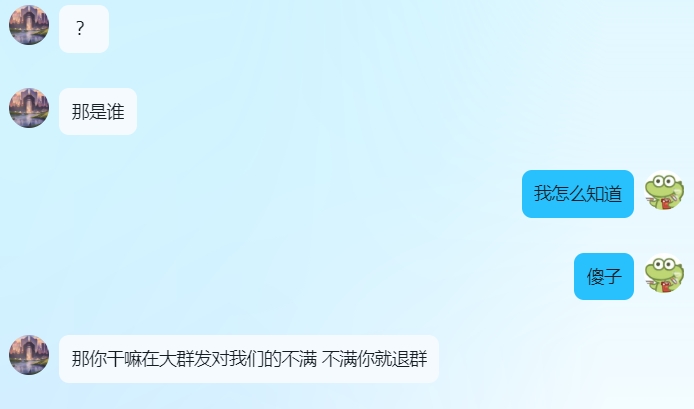 ？
那是谁
我怎么知道
傻子
那你干嘛在大群发对我们的不满 不满你就退群